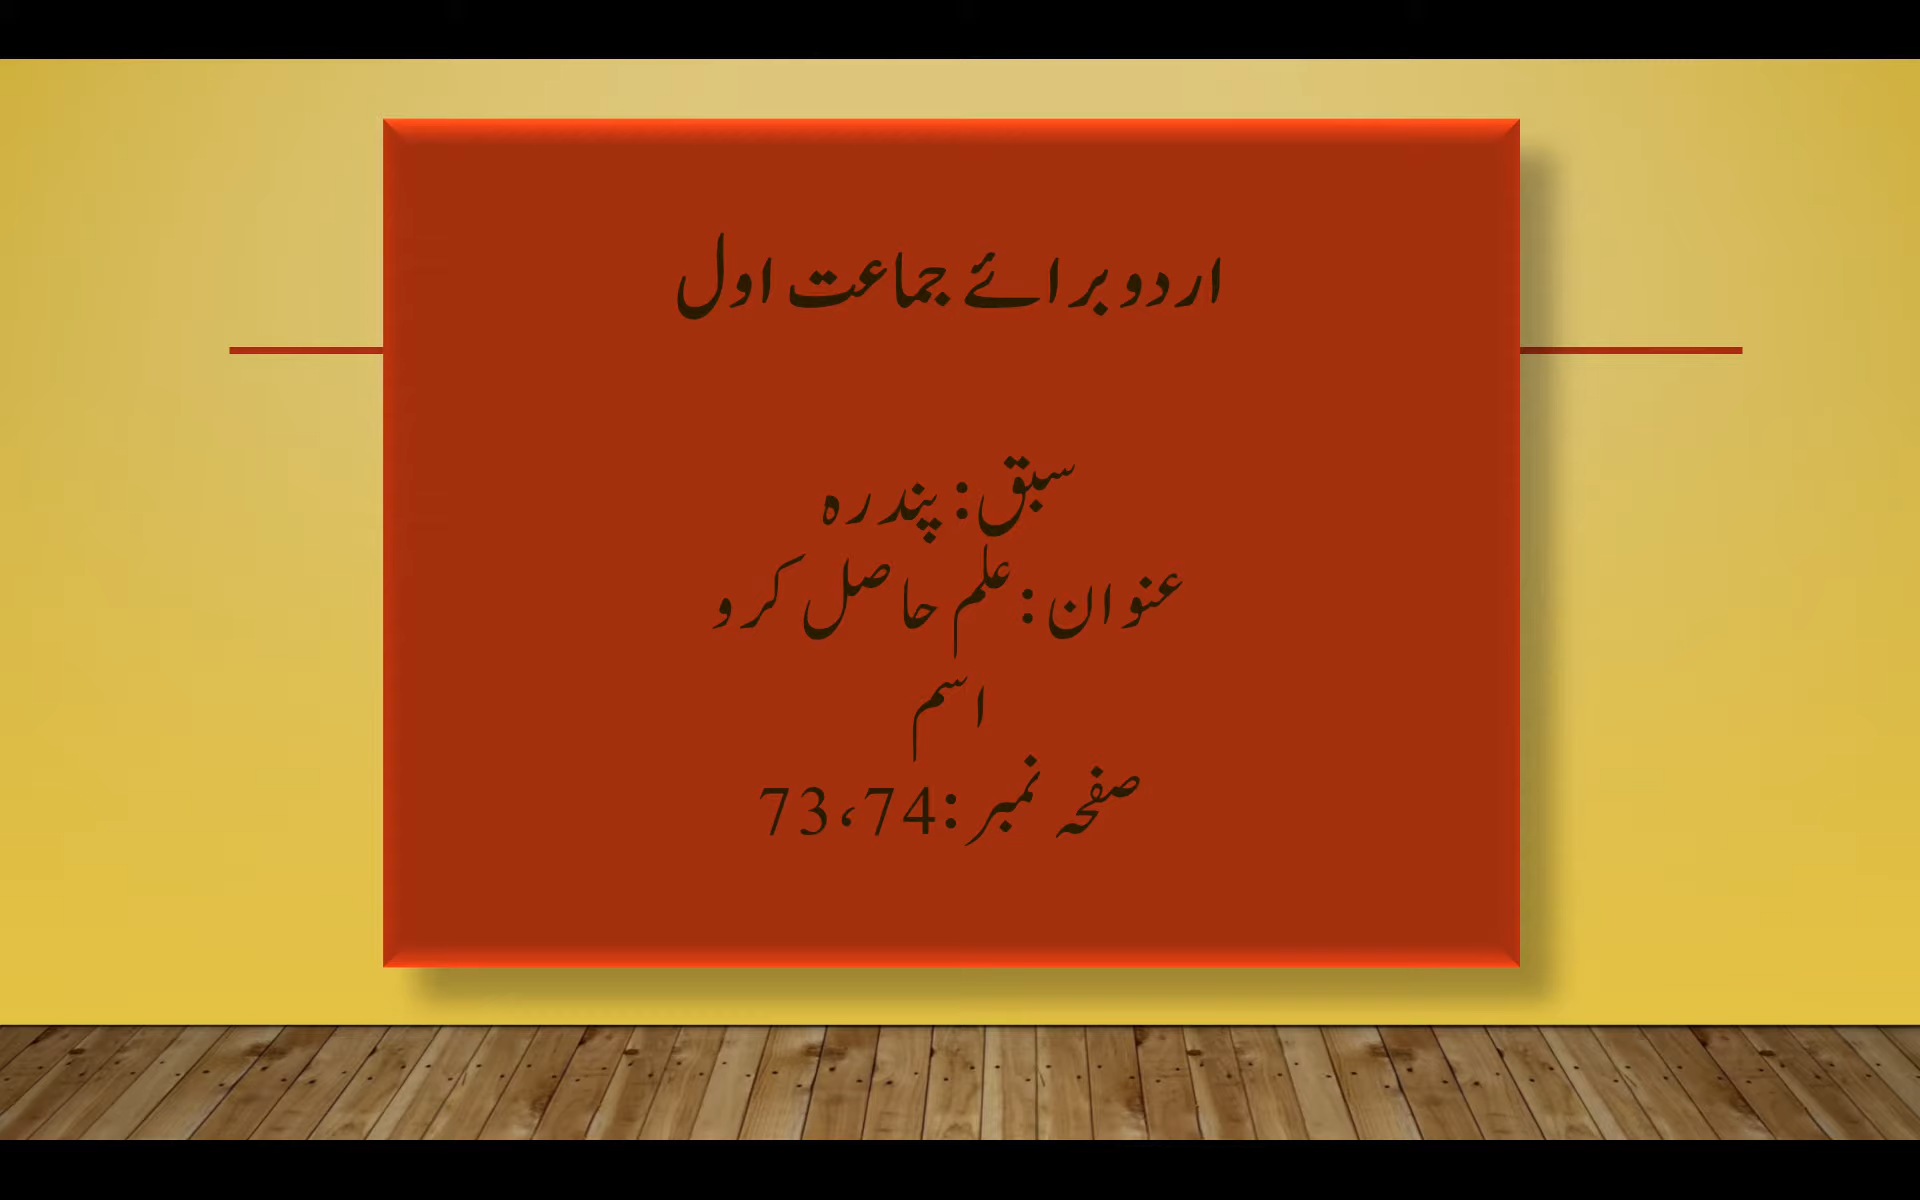 اردو برائے جماعت اول
سبق: پندرہ
عنوان: علم حاصل کرو
اسم
صفحہ نمبر: 73،74